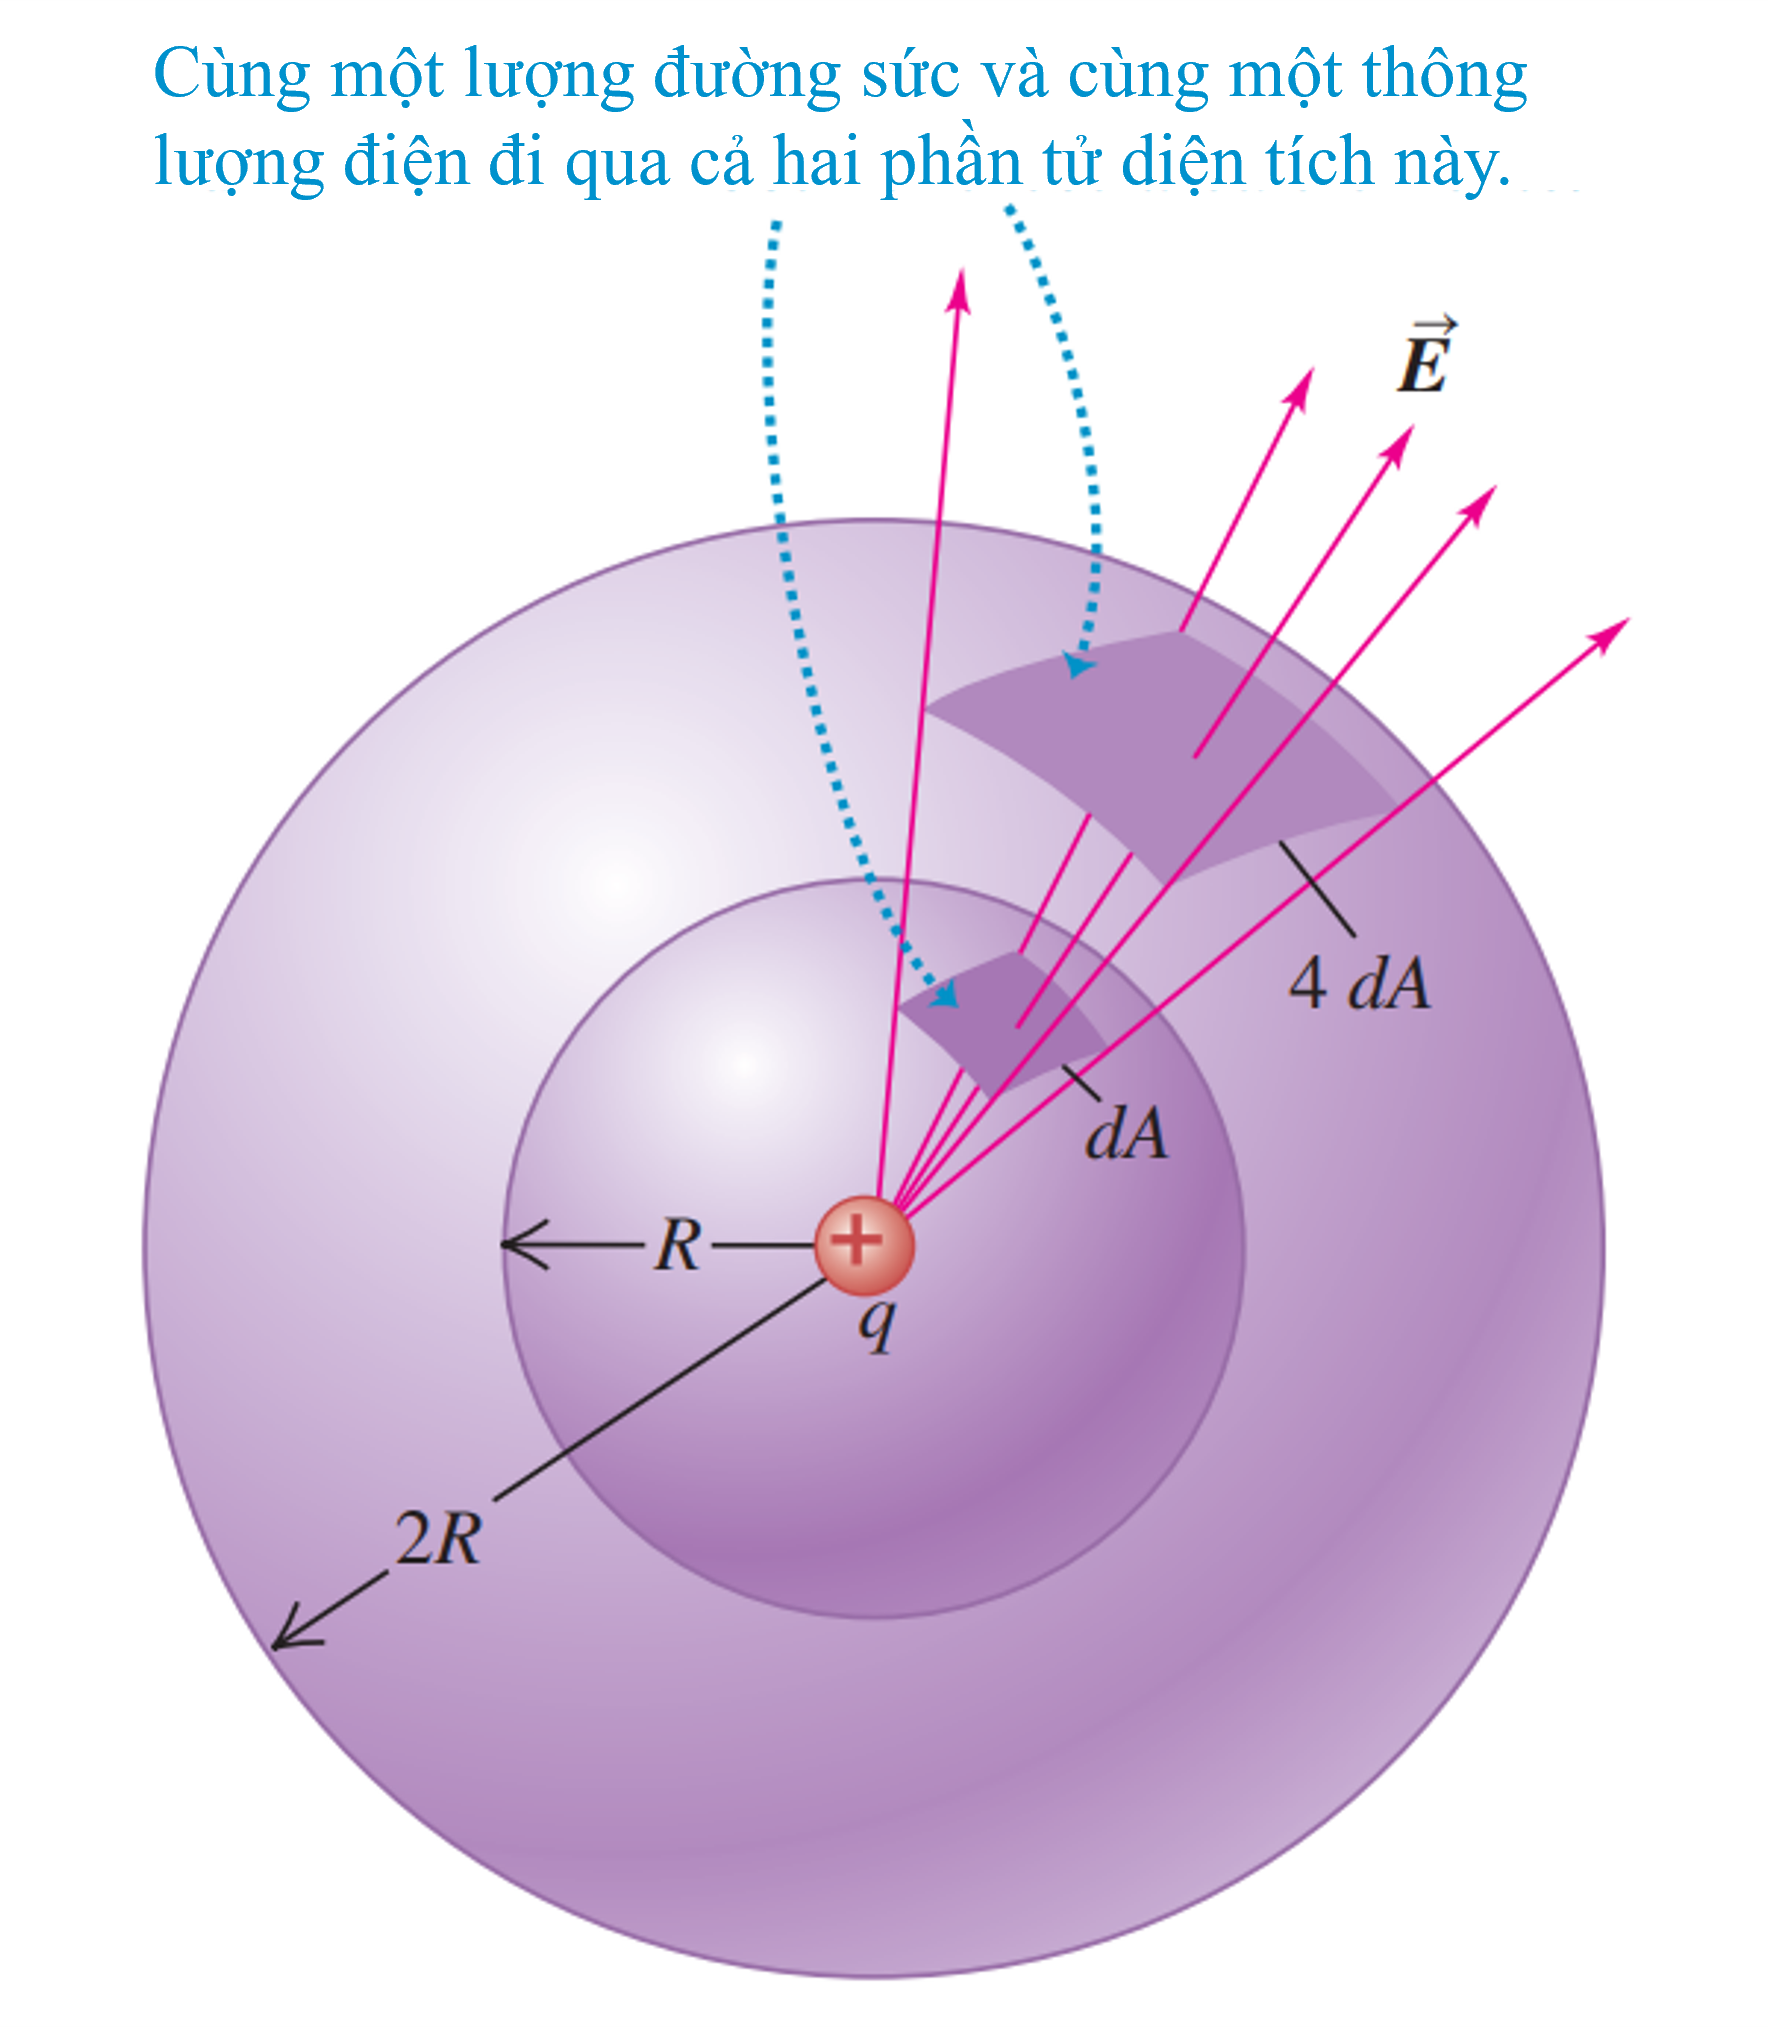 Cùng một lượng đường sức và cùng một thông
lượng điện đi qua cả hai phần tử diện tích này.
E
4 dA
dA
R
+
q
2R